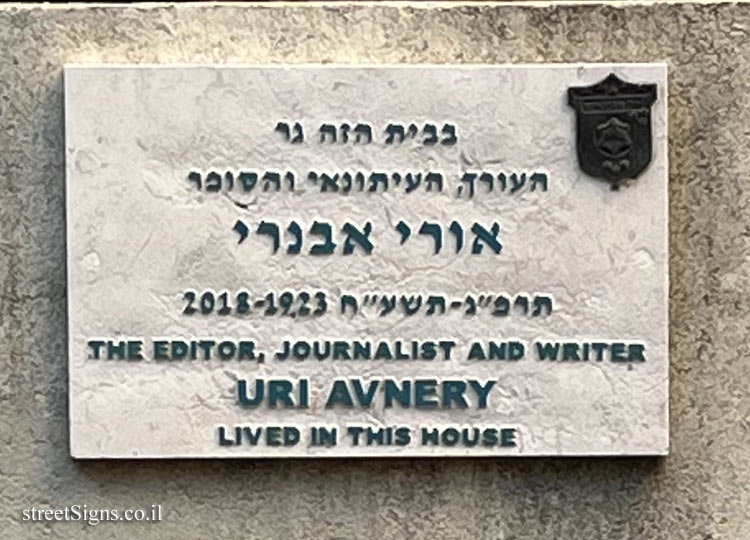 בבית הזה גר
העורך, העיתונאי והסופר
אורי אבנרי
תרפ״ג-תשע״ח 2018-1923
THE EDITOR, JOURNALIST AND WRITER
URI AVNERY
LIVED IN THIS HOUSE
streetSigns.co.il